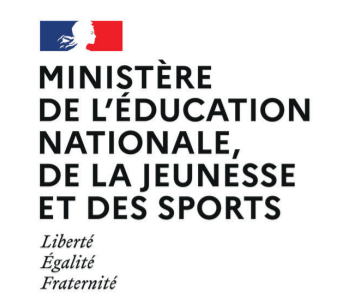 MINISTÈRE
DE L'ÉDUCATION
NATIONALE,
DE LA JEUNESSE
ET DES SPORTS
Liberté
Égalité
Fraternité